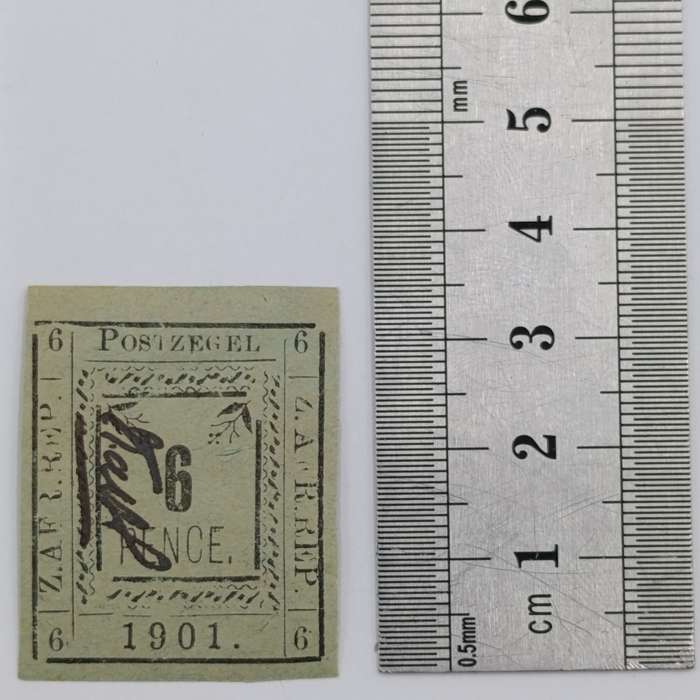 6 POSTZEGEL 6
Z.AFR.REP.
Z.AFR.REP.
6
PENCE.
6 1901. 6
6
mm
5
4
3
2
1
cm
0.5mm